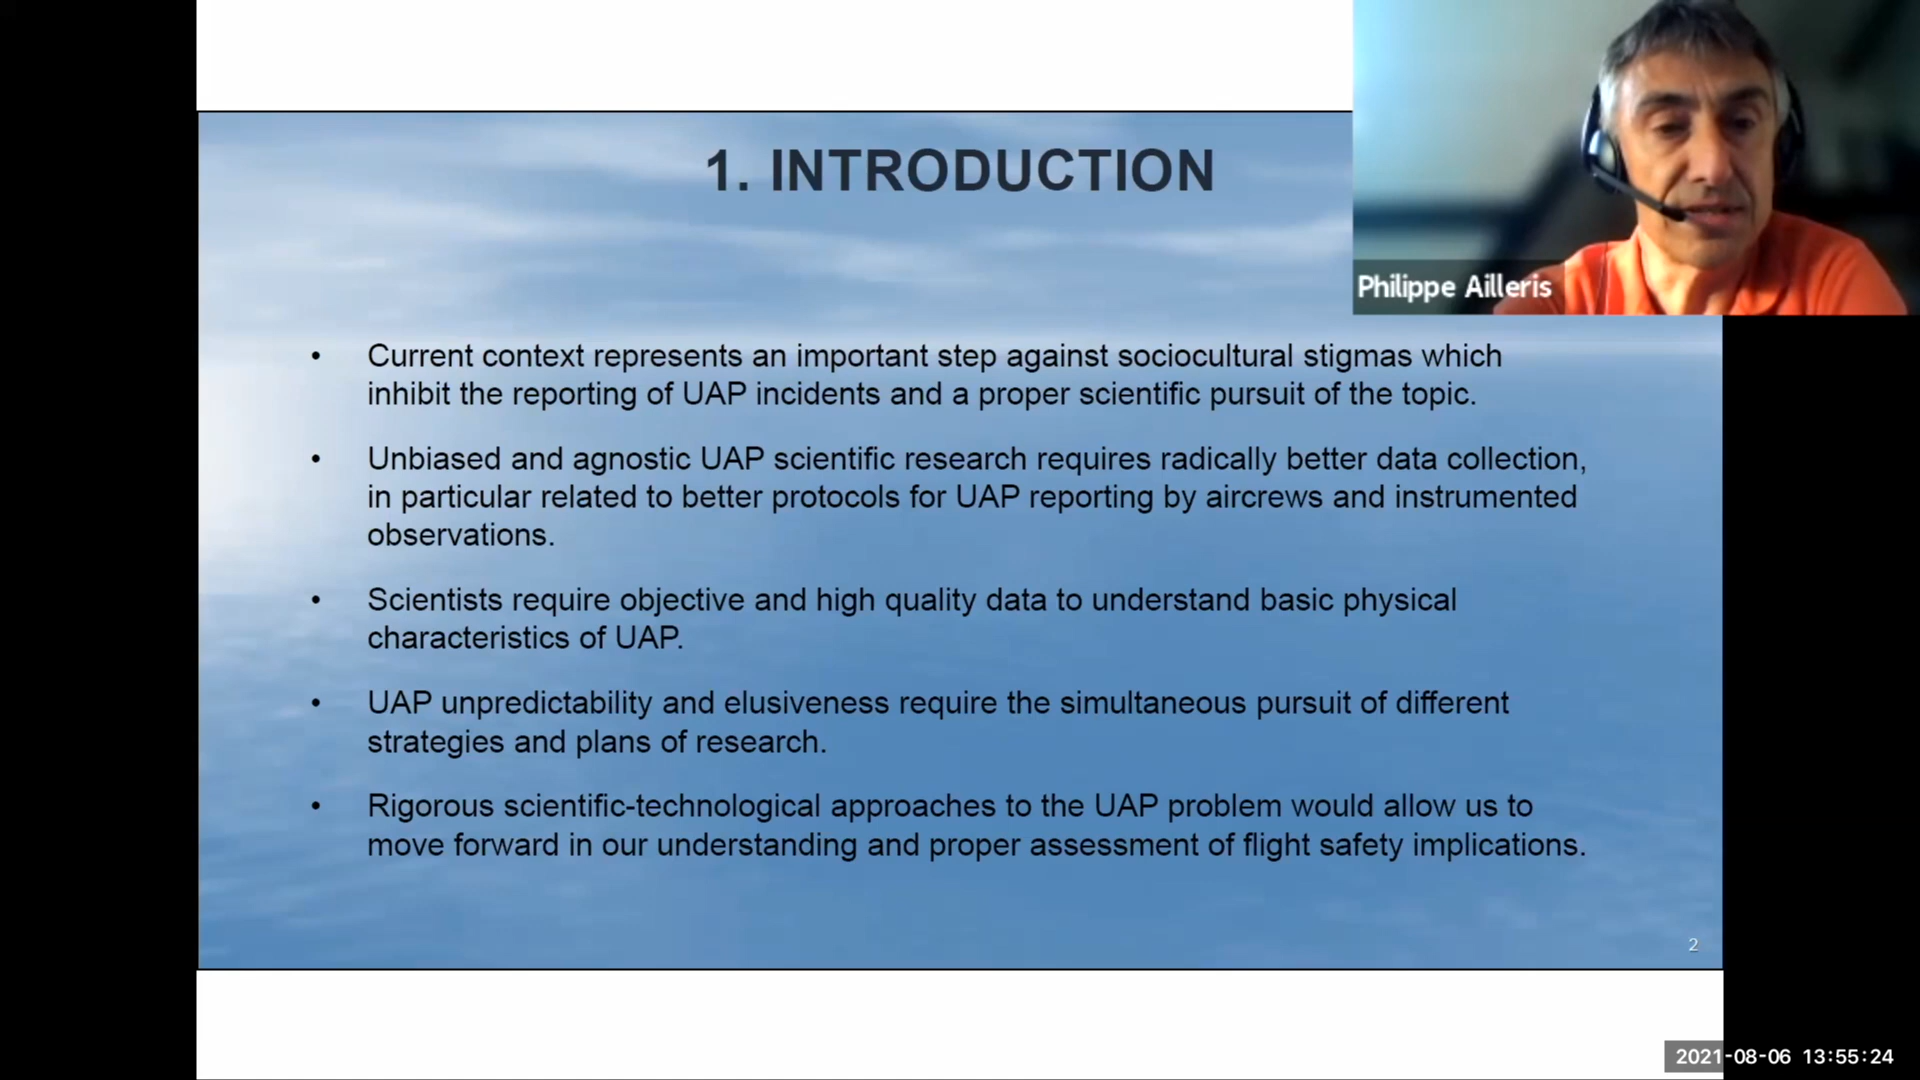 1. INTRODUCTION
Philippe Ailleris
• Current context represents an important step against sociocultural stigmas which
inhibit the reporting of UAP incidents and a proper scientific pursuit of the topic.
• Unbiased and agnostic UAP scientific research requires radically better data collection,
in particular related to better protocols for UAP reporting by aircrews and instrumented
observations.
• Scientists require objective and high quality data to understand basic physical
characteristics of UAP.
• UAP unpredictability and elusiveness require the simultaneous pursuit of different
strategies and plans of research.
• Rigorous scientific-technological approaches to the UAP problem would allow us to
move forward in our understanding and proper assessment of flight safety implications.
2
2021-08-06 13:55:24